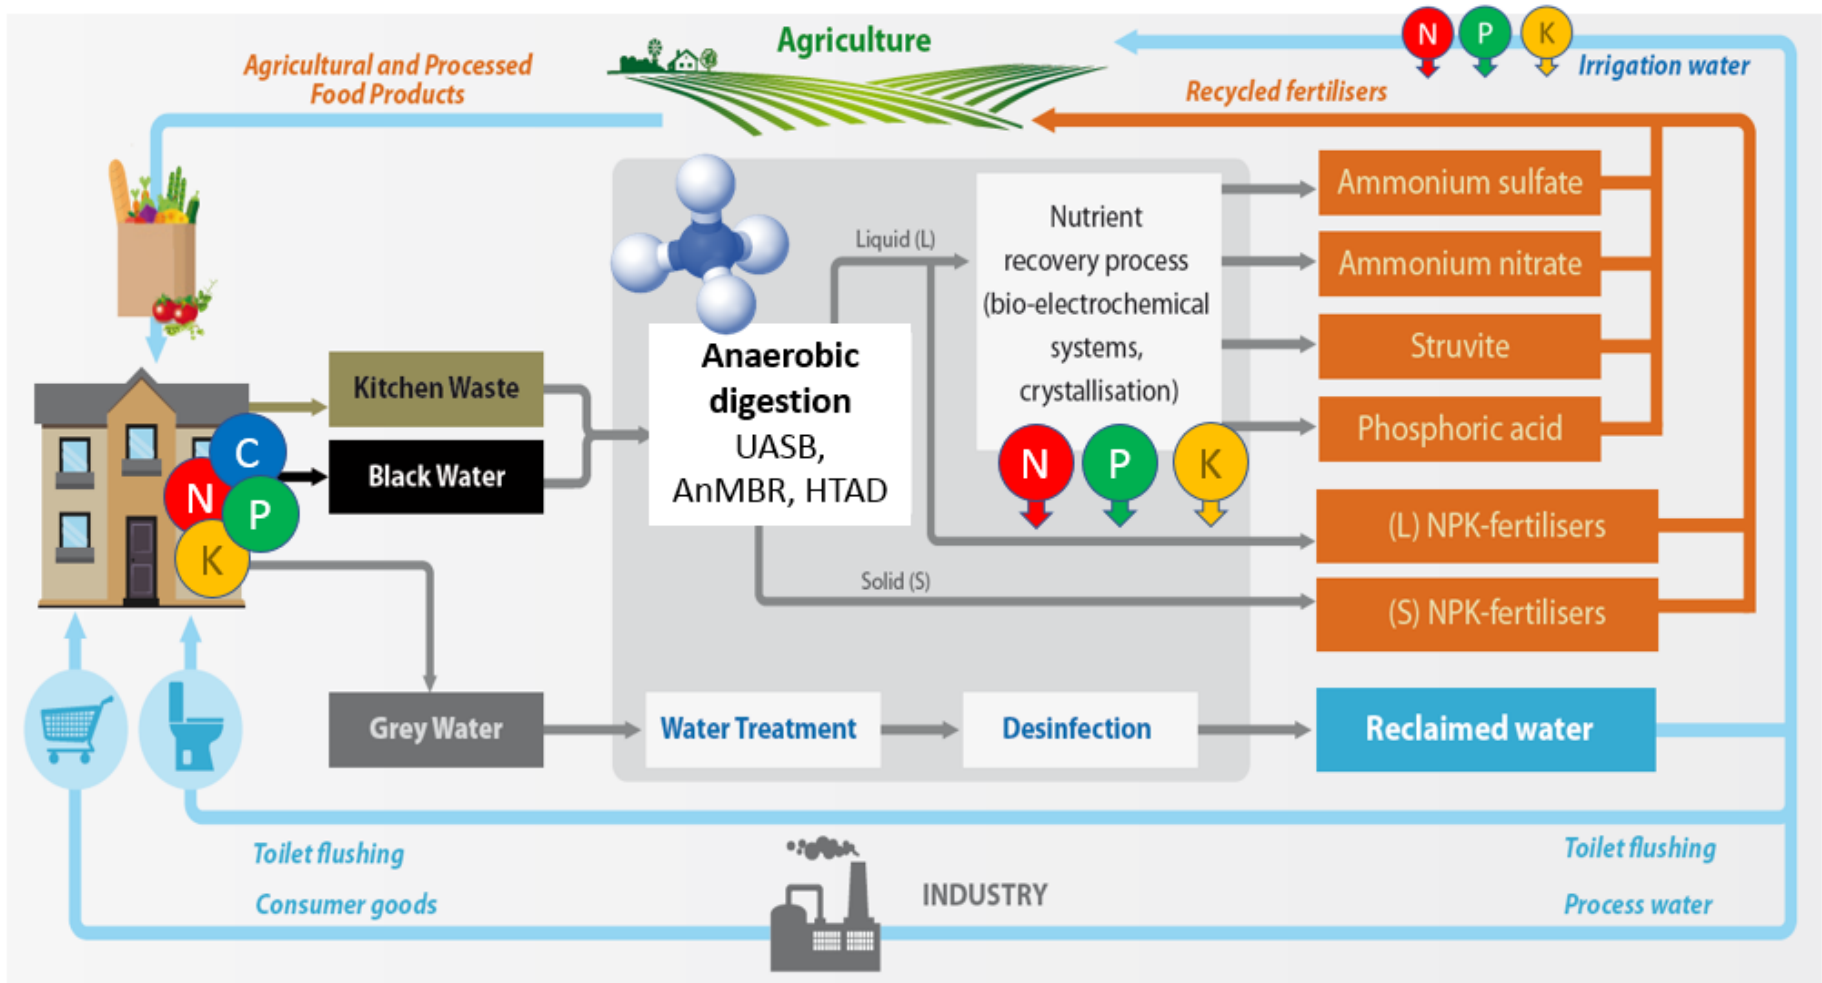 Agriculture
N P K
Irrigation water
Agricultural and Processed
Food Products
Recycled fertilisers
Ammonium sulfate
Ammonium nitrate
Struvite
Phosphoric acid
(L) NPK-fertilisers
(S) NPK-fertilisers
Nutrient
recovery process
(bio-electrochemical
systems,
crystallisation)
N P K
Liquid (L)
Anaerobic
digestion
UASB,
AnMBR, HTAD
Solid (S)
Kitchen Waste
Black Water
C
N
P
K
Grey Water
Water Treatment
Desinfection
Reclaimed water
Toilet flushing
Consumer goods
INDUSTRY
Toilet flushing
Process water